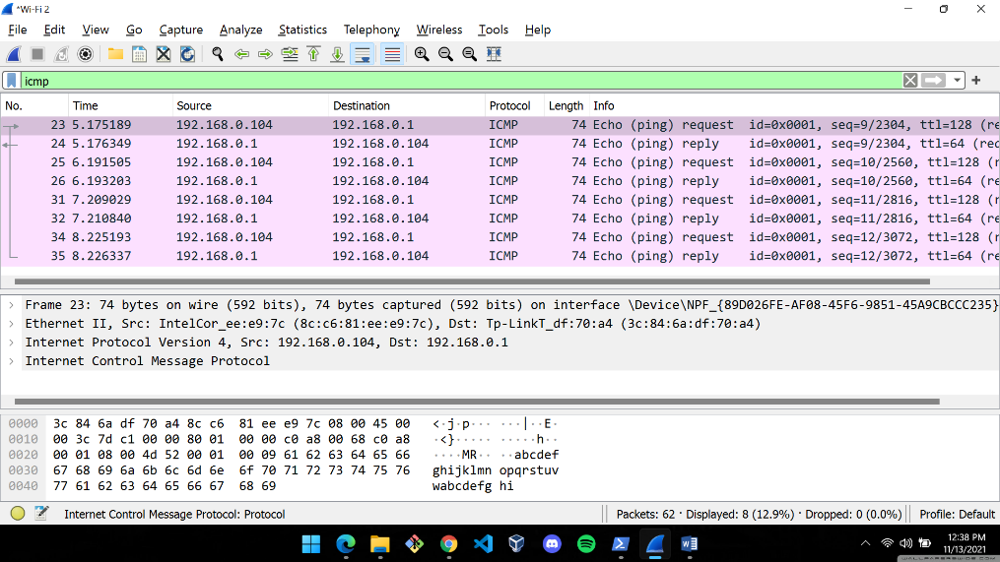 *Wi-Fi 2
File Edit View Go Capture Analyze Statistics Telephony Wireless Tools Help
icmp
No. Time Source Destination Protocol Length Info
23 5.175189 192.168.0.104 192.168.0.1 ICMP 74 Echo (ping) request id=0x0001, seq=9/2304, ttl=128 (re
24 5.176349 192.168.0.1 192.168.0.104 ICMP 74 Echo (ping) reply id=0x0001, seq=9/2304, ttl=64 (rec
25 6.191505 192.168.0.104 192.168.0.1 ICMP 74 Echo (ping) request id=0x0001, seq=10/2560, ttl=128 (r
26 6.193203 192.168.0.1 192.168.0.104 ICMP 74 Echo (ping) reply id=0x0001, seq=10/2560, ttl=64 (re
31 7.209029 192.168.0.104 192.168.0.1 ICMP 74 Echo (ping) request id=0x0001, seq=11/2816, ttl=128 (r
32 7.210840 192.168.0.1 192.168.0.104 ICMP 74 Echo (ping) reply id=0x0001, seq=11/2816, ttl=64 (re
34 8.225193 192.168.0.104 192.168.0.1 ICMP 74 Echo (ping) request id=0x0001, seq=12/3072, ttl=128 (r
35 8.226337 192.168.0.1 192.168.0.104 ICMP 74 Echo (ping) reply id=0x0001, seq=12/3072, ttl=64 (re
Frame 23: 74 bytes on wire (592 bits), 74 bytes captured (592 bits) on interface \Device\NPF_{89D026FE-AF08-45F6-9851-45A9CBCCC235}
Ethernet II, Src: IntelCor_ee:e9:7c (8c:c6:81:ee:e9:7c), Dst: Tp-LinkT_df:70:a4 (3c:84:6a:df:70:a4)
Internet Protocol Version 4, Src: 192.168.0.104, Dst: 192.168.0.1
Internet Control Message Protocol
0000 3c 84 6a df 70 a4 8c c6 81 ee e9 7c 08 00 45 00 <·j·p··· ···|··E·
0010 00 3c 7d c1 00 00 80 01 00 00 c0 a8 00 68 c0 a8 ·<}····· ·····h··
0020 00 01 08 00 4d 52 00 01 00 09 61 62 63 64 65 66 ····MR·· ··abcdef
0030 67 68 69 6a 6b 6c 6d 6e 6f 70 71 72 73 74 75 76 ghijklmn opqrstuv
0040 77 61 62 63 64 65 66 67 68 69 wabcdefg hi
Internet Control Message Protocol: Protocol Packets: 62 · Displayed: 8 (12.9%) · Dropped: 0 (0.0%) Profile: Default
12:38 PM
11/13/2021